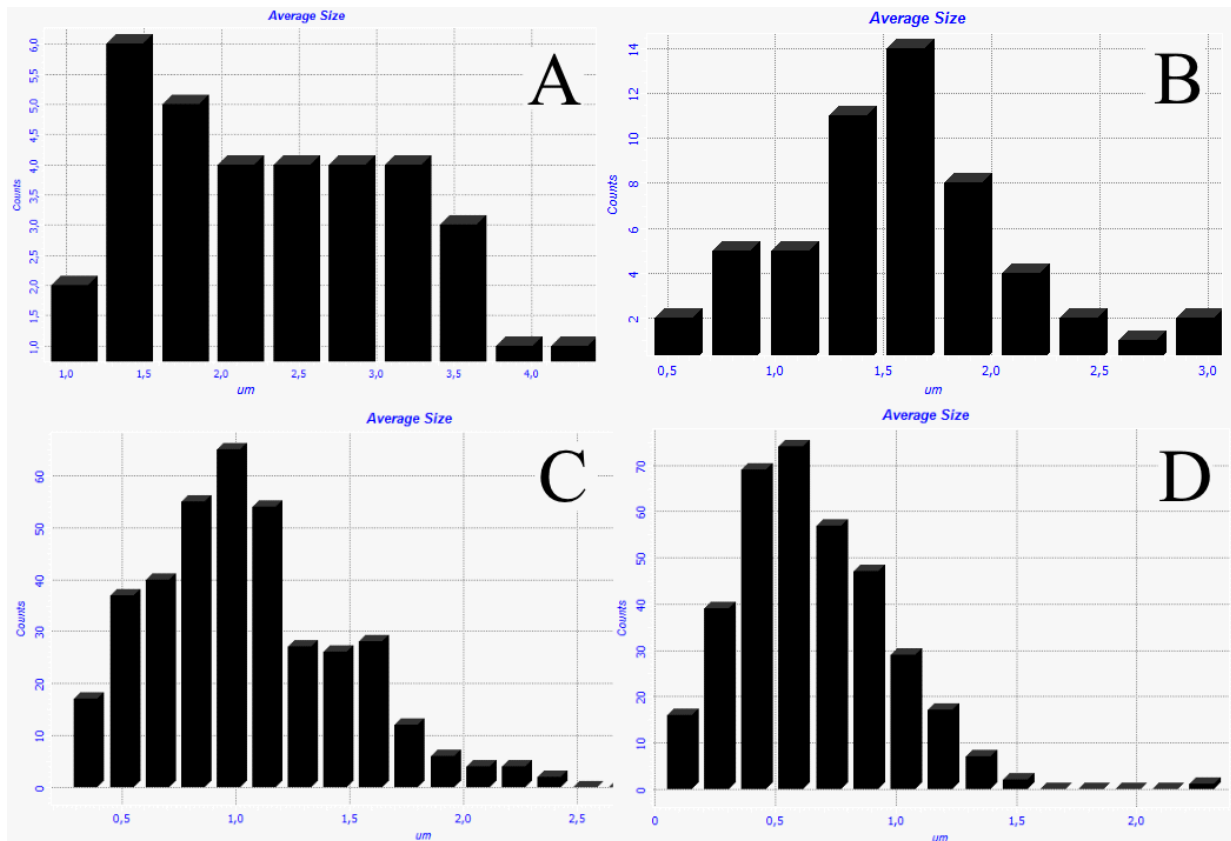 Average Size
A
Counts
6,0
5,5
5,0
4,5
4,0
3,5
3,0
2,5
2,0
1,5
1,0
1,0 1,5 2,0 2,5 3,0 3,5 4,0
um
Average Size
B
Counts
14
12
10
8
6
4
2
0,5 1,0 1,5 2,0 2,5 3,0
um
Average Size
C
Counts
60
50
40
30
20
10
0
0,5 1,0 1,5 2,0 2,5
um
Average Size
D
Counts
70
60
50
40
30
20
10
0
0 0,5 1,0 1,5 2,0
um